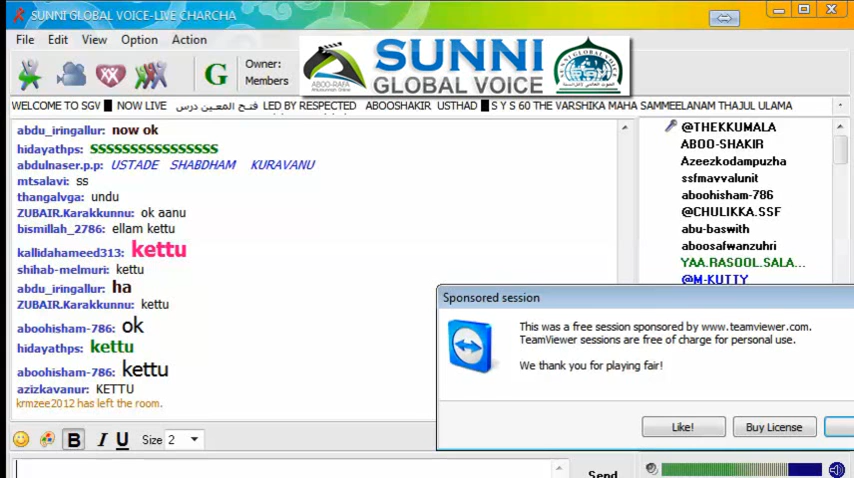 SUNNI GLOBAL VOICE-LIVE CHARCHA
File Edit View Option Action
SUNNI
GLOBAL VOICE
ABOO-RAFA
G
Owner:
Members
WELCOME TO SGV NOW LIVE فتح المعين درس LED BY RESPECTED ABOOSHAKIR USTHAD S Y S 60 THE VARSHIKA MAHA SAMMEELANAM THAJUL ULAMA
abdu_iringallur: now ok
hidayathps: SSSSSSSSSSSSSSSSS
abdulnaser.p.p: USTADE SHABDHAM KURAVANU
mtsalavi: ss
thangalvga: undu
ZUBAIR.Karakkunnu: ok aanu
bismillah_2786: ellam kettu
kallidahameed313: kettu
shihab-melmuri: kettu
abdu_iringallur: ha
ZUBAIR.Karakkunnu: kettu
aboohisham-786: ok
hidayathps: kettu
aboohisham-786: kettu
azizkavanur: KETTU
krmzee2012 has left the room.
@THEKKUMALA
ABOO-SHAKIR
Azeezkodampuzha
ssfmavvalunit
aboohisham-786
@CHULIKKA.SSF
abu-baswith
aboosafwanzuhri
YAA.RASOOL.SALA...
@M-KUTTY
Sponsored session
This was a free session sponsored by www.teamviewer.com.
TeamViewer sessions are free of charge for personal use.
We thank you for playing fair!
Like! Buy License
B I U Size 2
Send